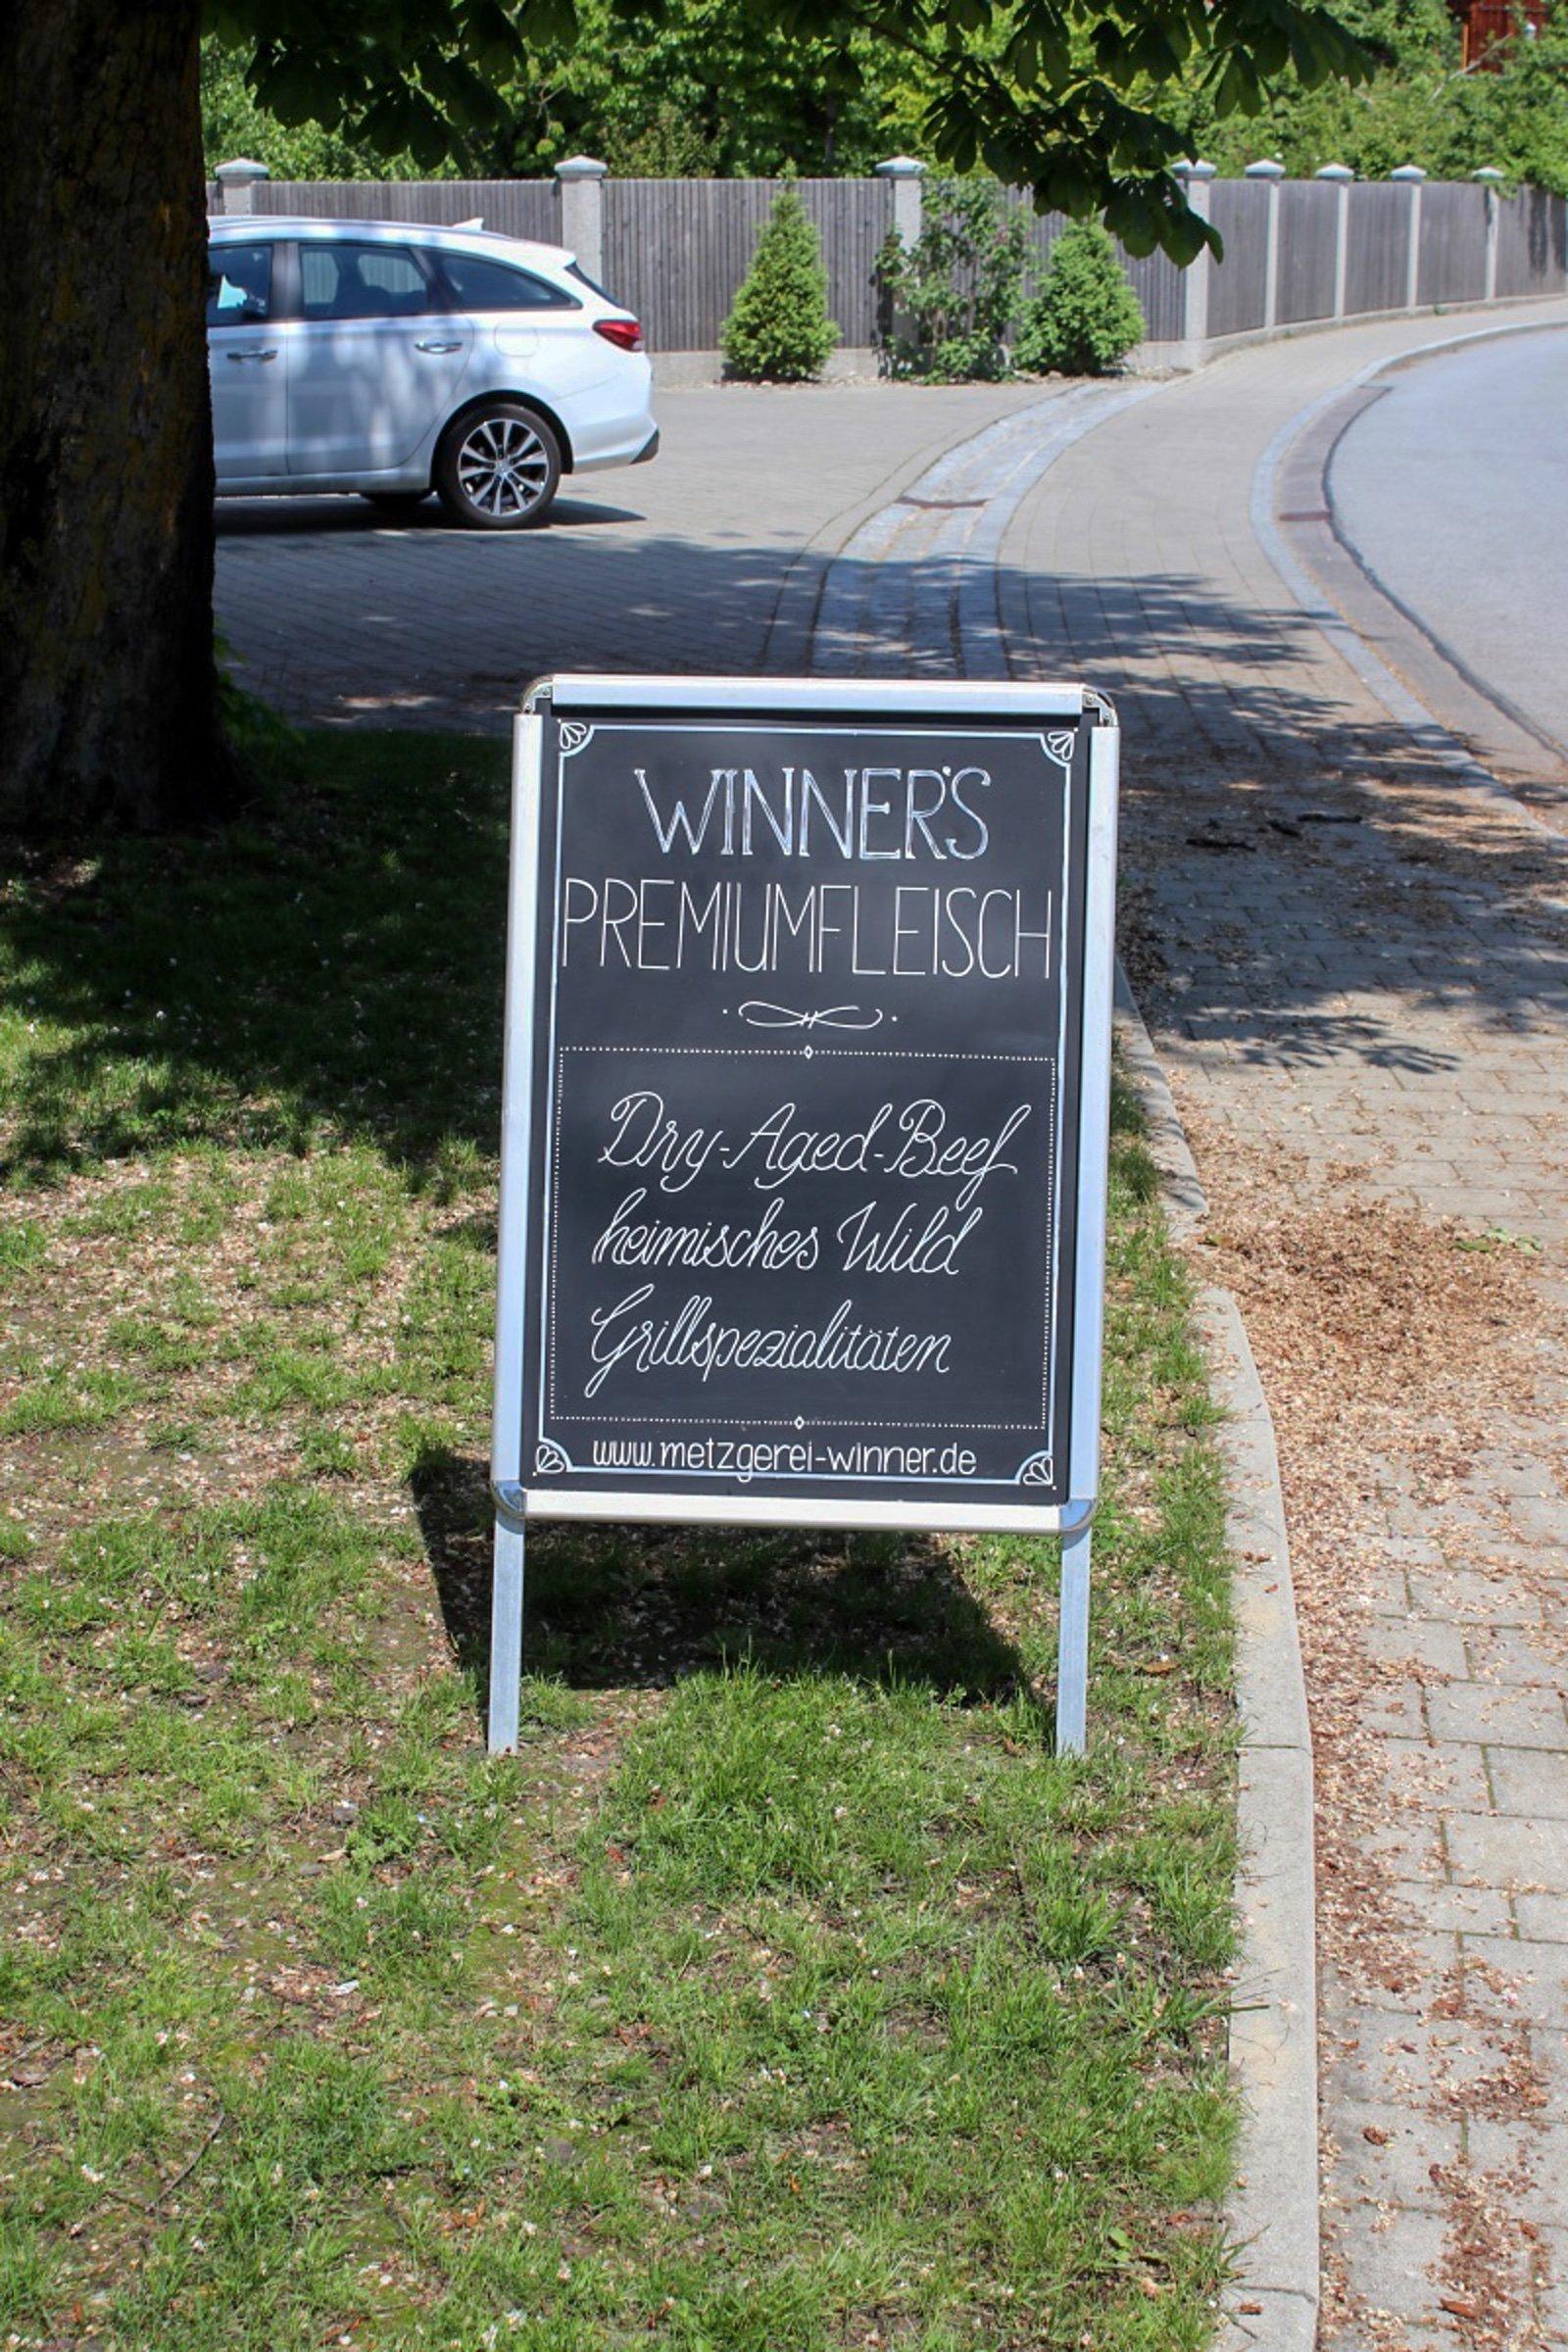 WINNER'S
PREMIUMFLEISCH
Dry-Aged-Beef
heimisches Wild
Grillspezialitäten
www.metzgerei-winner.de